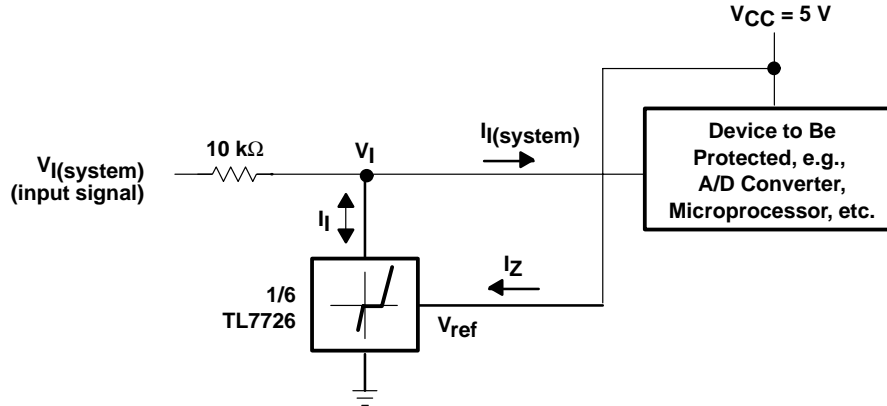 VCC = 5 V
10 kΩ
VI(system)
(input signal)
VI
II(system)
Device to Be
Protected, e.g.,
A/D Converter,
Microprocessor, etc.
II
1/6
TL7726
IZ
Vref